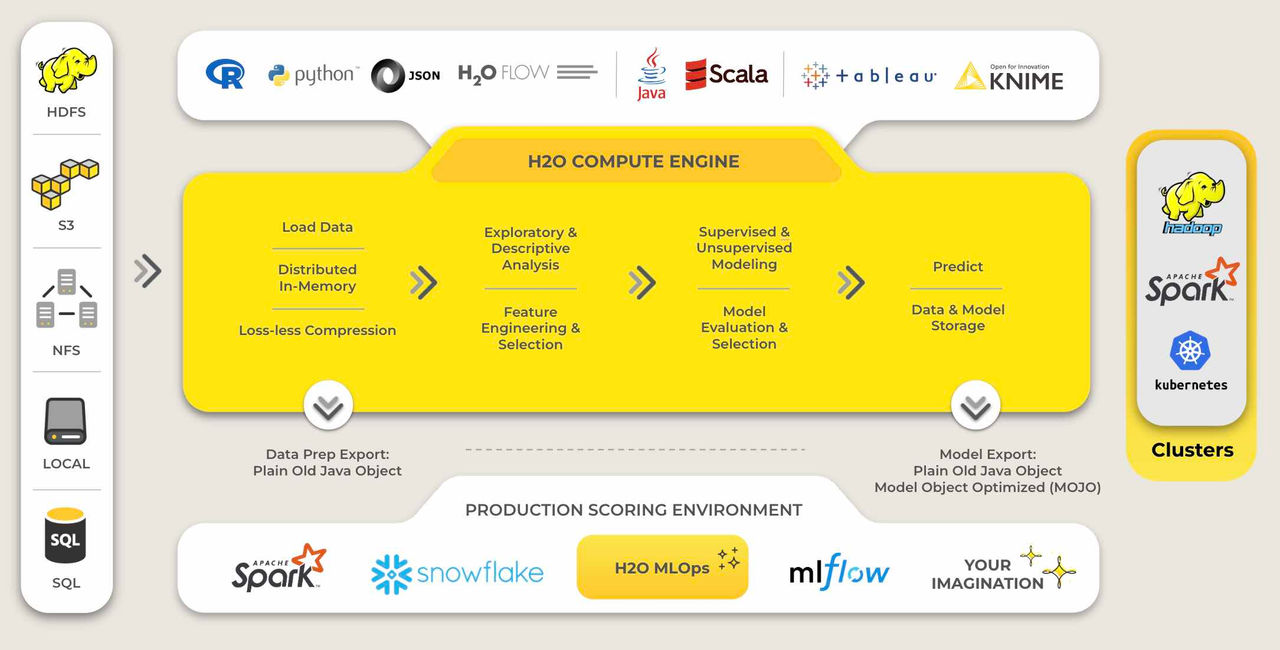 HDFS
S3
NFS
LOCAL
SQL
SQL
R
python™
JSON
H2O FLOW
Java
Scala
+ a b l e a u
Open for Innovation
KNIME
H2O COMPUTE ENGINE
Load Data
Distributed
In-Memory
Loss-less Compression
Exploratory &
Descriptive
Analysis
Feature
Engineering &
Selection
Supervised &
Unsupervised
Modeling
Model
Evaluation &
Selection
Predict
Data & Model
Storage
Data Prep Export:
Plain Old Java Object
Model Export:
Plain Old Java Object
Model Object Optimized (MOJO)
PRODUCTION SCORING ENVIRONMENT
APACHE
Spark™
snowflake
H2O MLOps
mlflow
YOUR
IMAGINATION
hadoop
APACHE
Spark™
kubernetes
Clusters